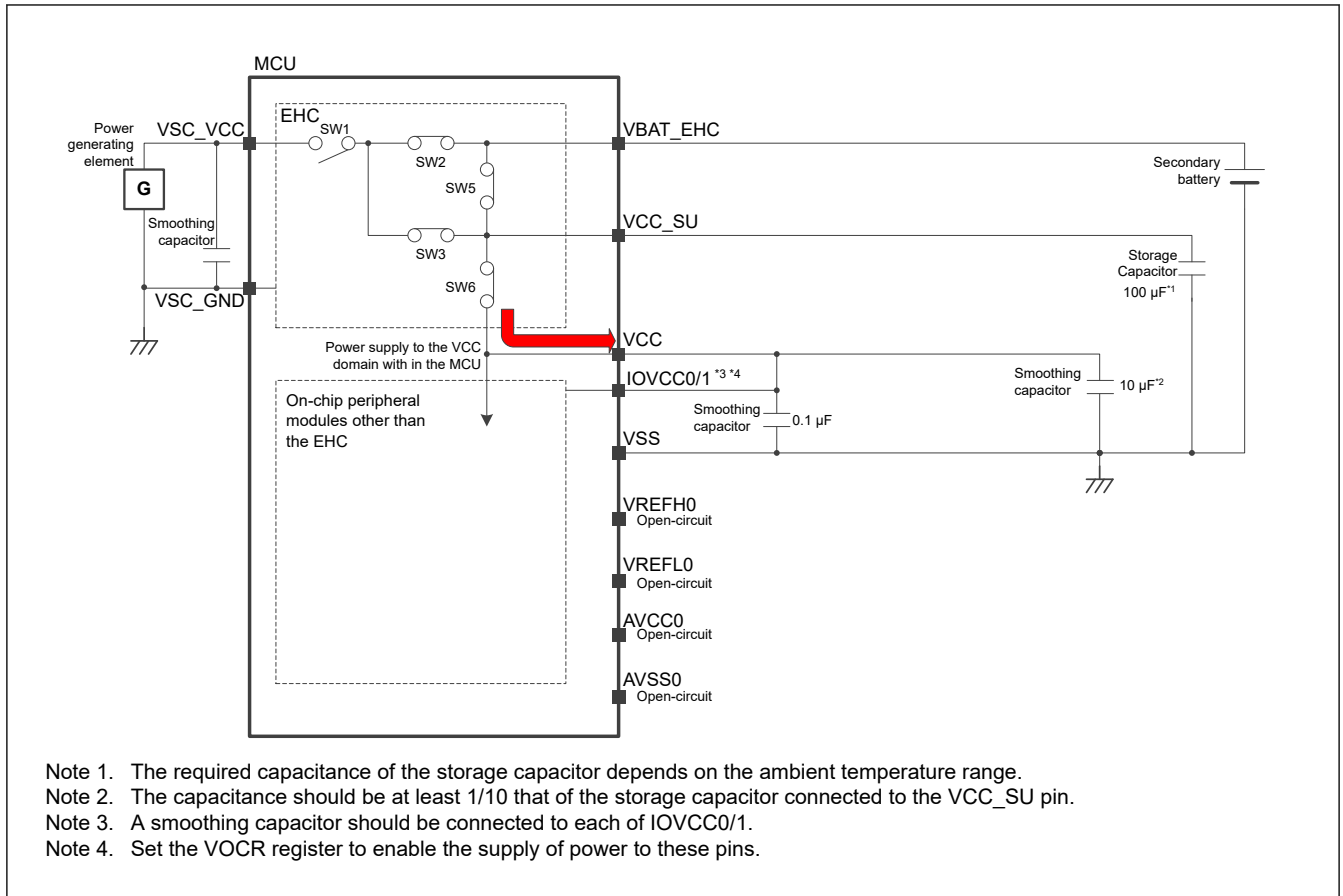 MCU
EHC
Power
generating
element
G
VSC_VCC
SW1
SW2
VBAT_EHC
Secondary
battery
SW5
VCC_SU
Smoothing
capacitor
SW3
Storage
Capacitor
100 µF*1
SW6
VSC_GND
VCC
Power supply to the VCC
domain with in the MCU
IOVCC0/1 *3 *4
Smoothing
capacitor
10 µF*2
On-chip peripheral
modules other than
the EHC
Smoothing
capacitor
0.1 µF
VSS
VREFH0
Open-circuit
VREFL0
Open-circuit
AVCC0
Open-circuit
AVSS0
Open-circuit
Note 1. The required capacitance of the storage capacitor depends on the ambient temperature range.
Note 2. The capacitance should be at least 1/10 that of the storage capacitor connected to the VCC_SU pin.
Note 3. A smoothing capacitor should be connected to each of IOVCC0/1.
Note 4. Set the VOCR register to enable the supply of power to these pins.